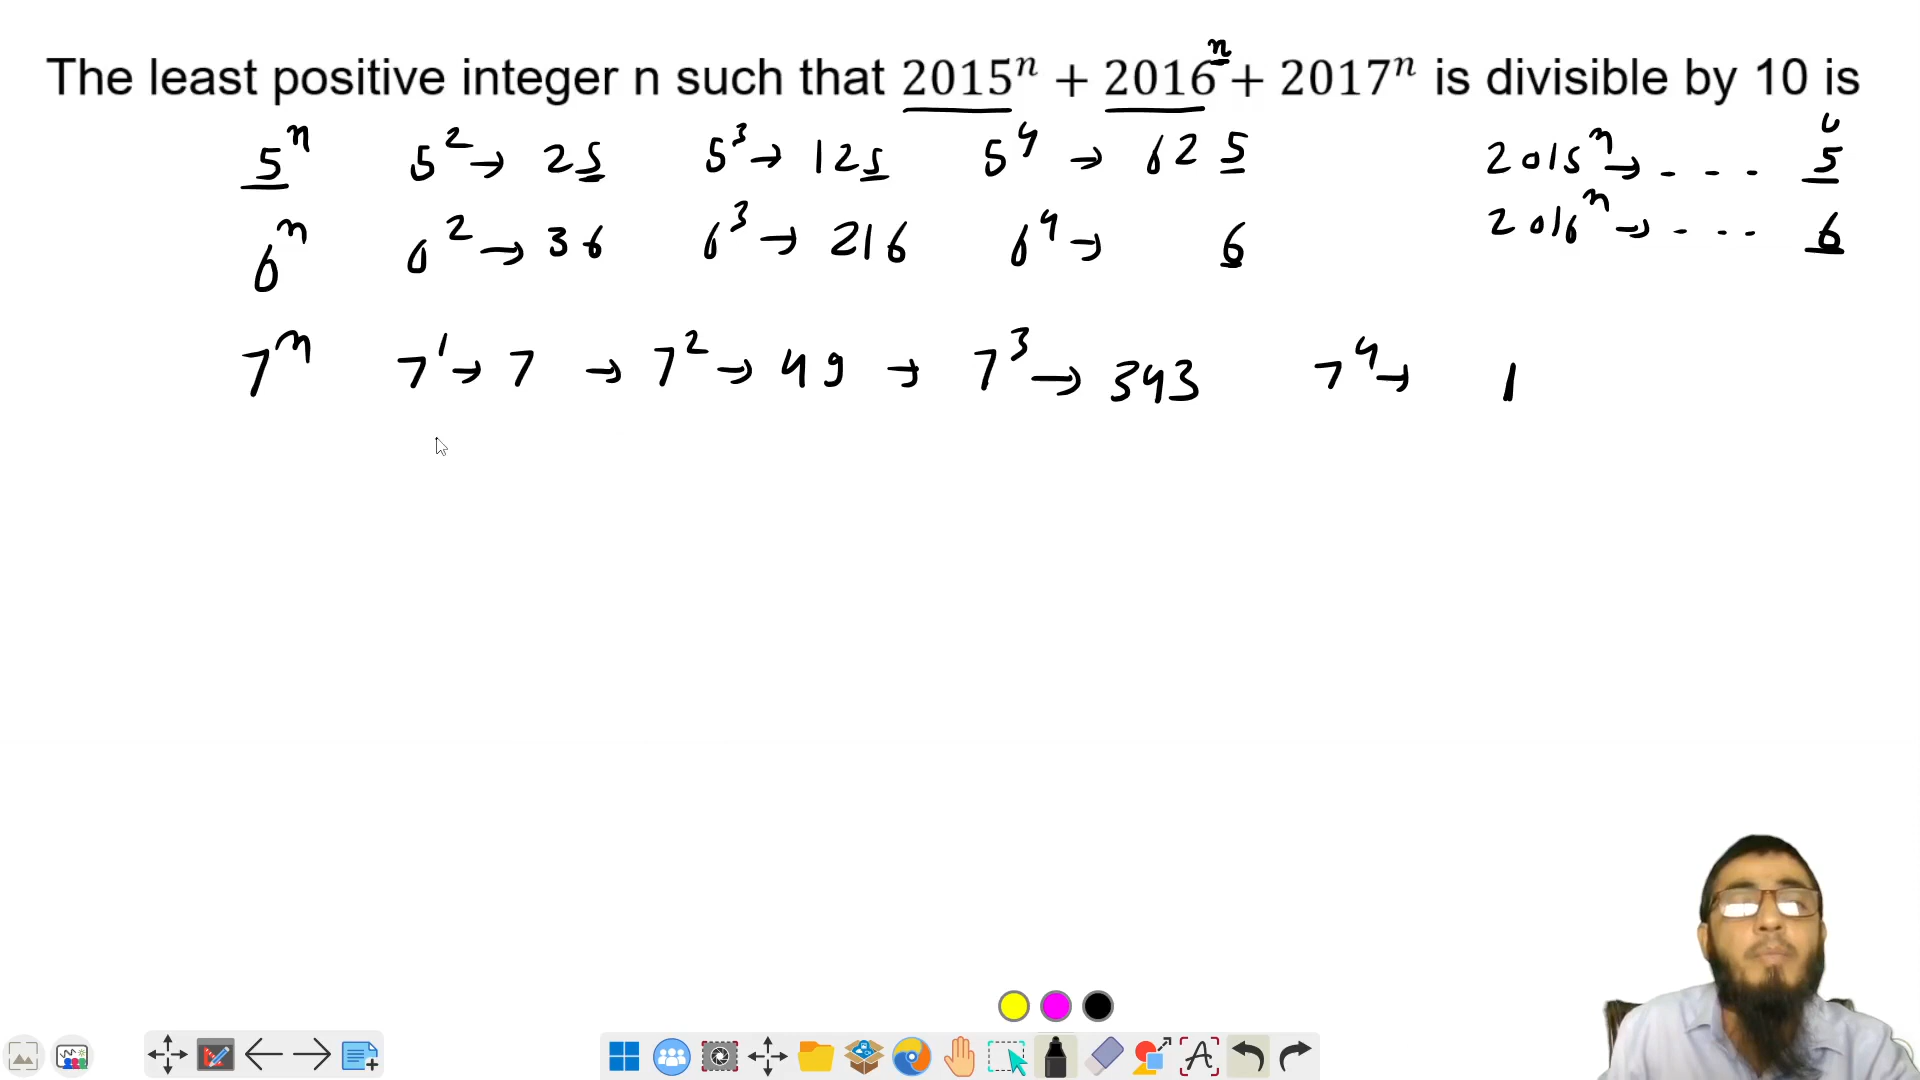 The least positive integer n such that 2015ⁿ + 2016ⁿ + 2017ⁿ is divisible by 10 is
5ⁿ 5² → 25 5³ → 125 5⁴ → 625 2015ⁿ → - - - 5
6ⁿ 6² → 36 6³ → 216 6⁴ → 6 2016ⁿ → - - - 6
7ⁿ 7¹ → 7 → 7² → 49 → 7³ → 343 7⁴ → 1